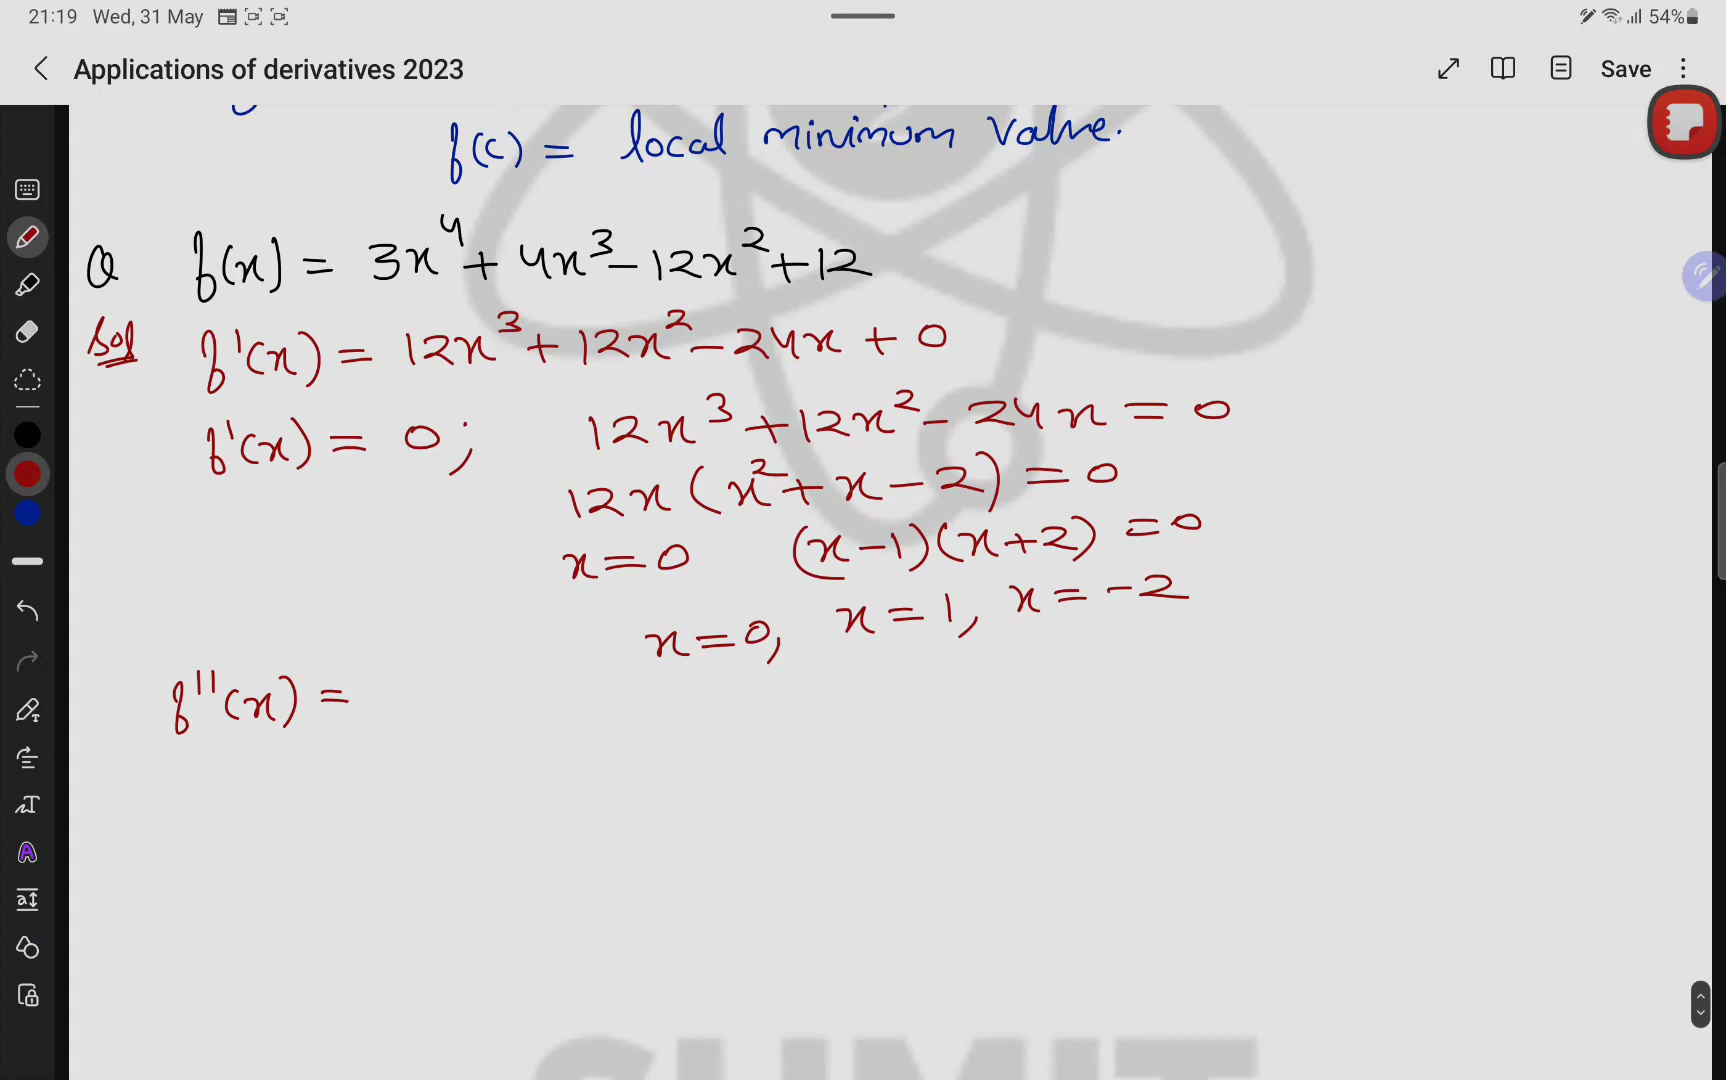 21:19 Wed, 31 May 54%
Applications of derivatives 2023 Save
f(c) = local minimum value.
Q f(x) = 3x⁴ + 4x³ - 12x² + 12
Sol f'(x) = 12x³ + 12x² - 24x + 0
f'(x) = 0; 12x³ + 12x² - 24x = 0
12x (x² + x - 2) = 0
x = 0 (x - 1)(x + 2) = 0
x = 0, x = 1, x = -2
f''(x) =
SUMIT